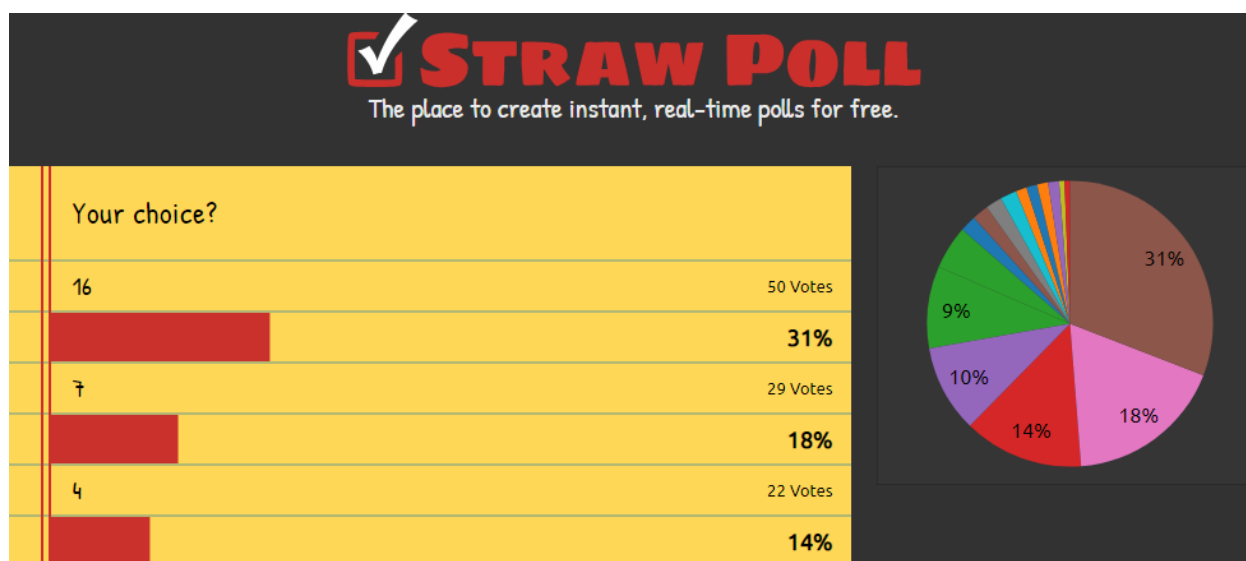 STRAW POLL
The place to create instant, real-time polls for free.
Your choice?
16
50 Votes
31%
7
29 Votes
18%
4
22 Votes
14%
31%
18%
14%
10%
9%